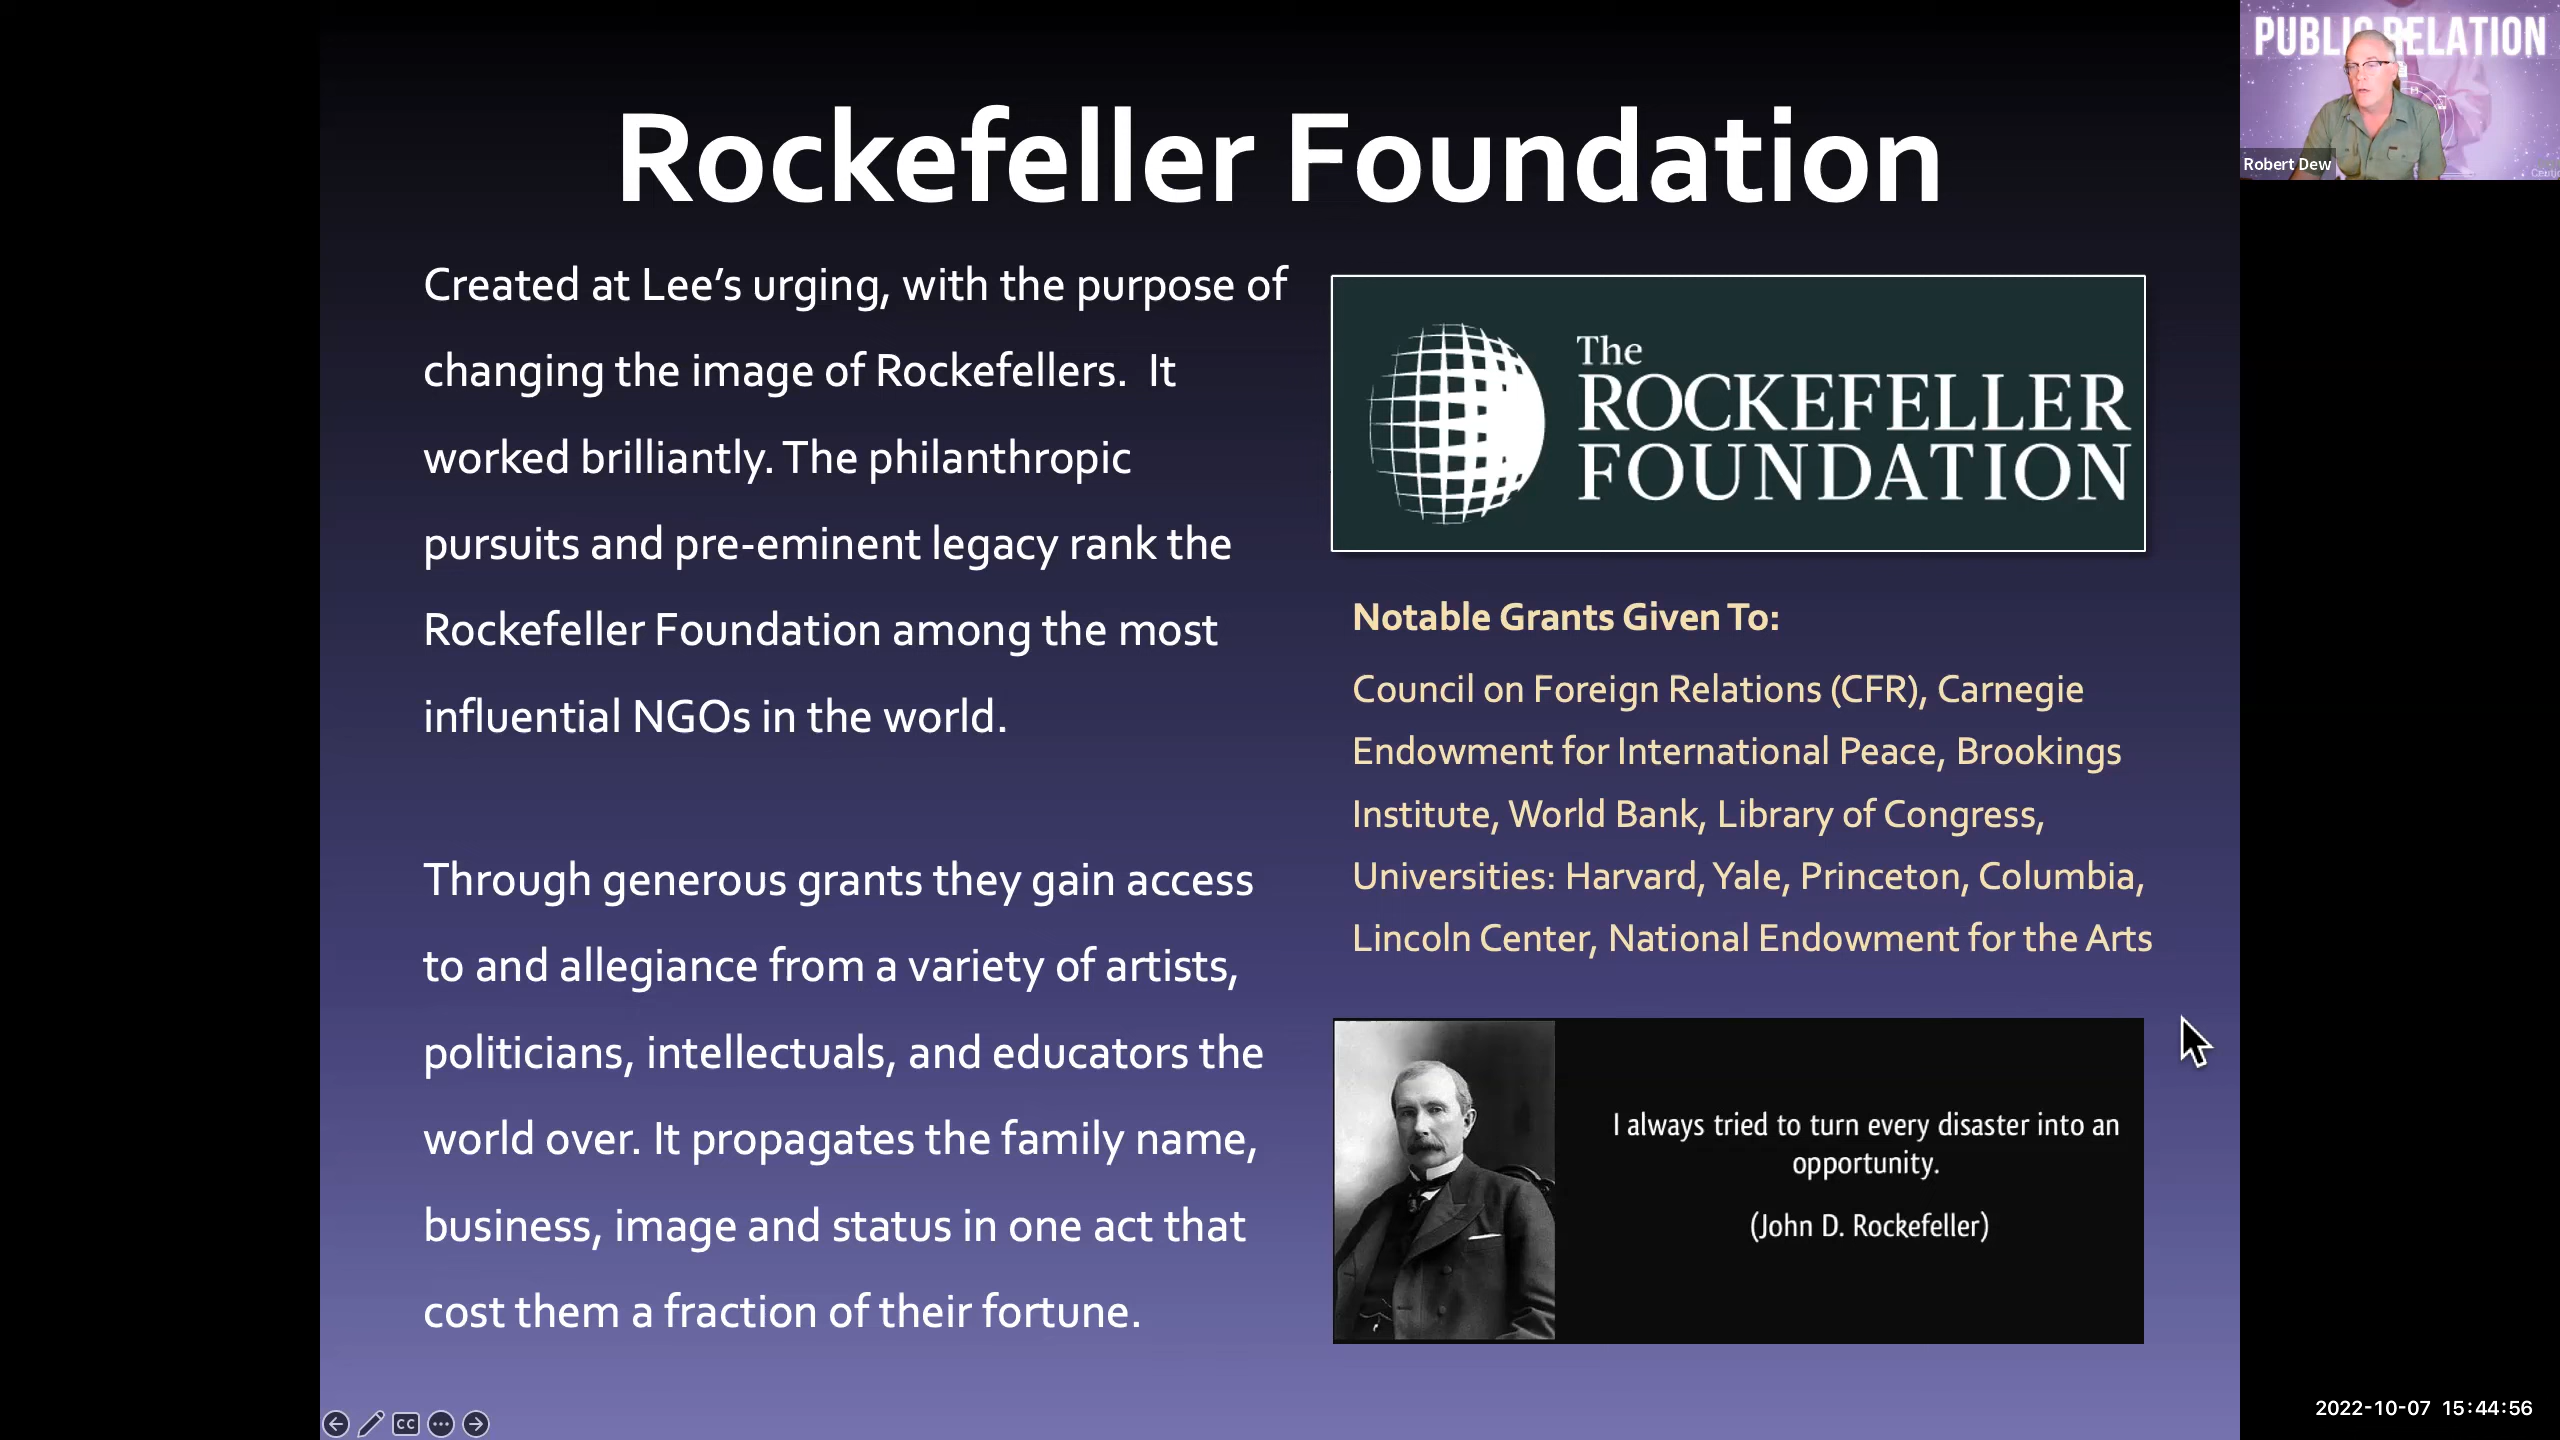 PUBLIC RELATION
Robert Dew
Rockefeller Foundation
Created at Lee’s urging, with the purpose of
changing the image of Rockefellers.  It
worked brilliantly. The philanthropic
pursuits and pre-eminent legacy rank the
Rockefeller Foundation among the most
influential NGOs in the world.
Through generous grants they gain access
to and allegiance from a variety of artists,
politicians, intellectuals, and educators the
world over. It propagates the family name,
business, image and status in one act that
cost them a fraction of their fortune.
The
ROCKEFELLER
FOUNDATION
Notable Grants Given To:
Council on Foreign Relations (CFR), Carnegie
Endowment for International Peace, Brookings
Institute, World Bank, Library of Congress,
Universities: Harvard, Yale, Princeton, Columbia,
Lincoln Center, National Endowment for the Arts
I always tried to turn every disaster into an
opportunity.
(John D. Rockefeller)
CC
2022-10-07 15:44:56